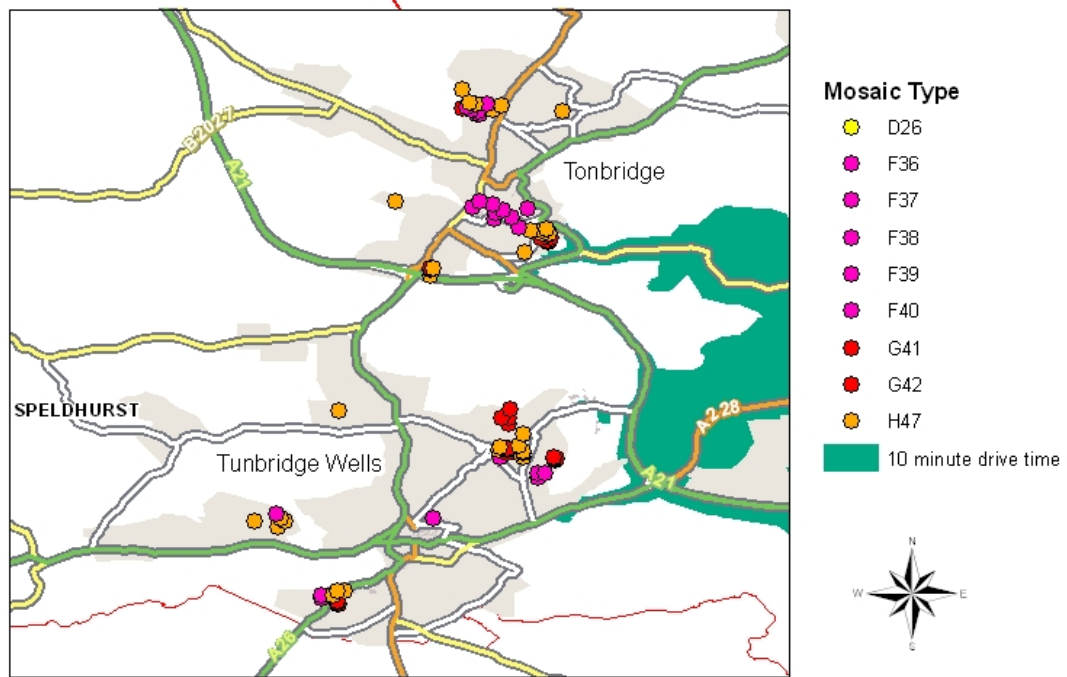 B2027
A21
Tonbridge
SPELDHURST
Tunbridge Wells
A228
A21
A26
Mosaic Type
D26
F36
F37
F38
F39
F40
G41
G42
H47
10 minute drive time
N
W
E
S